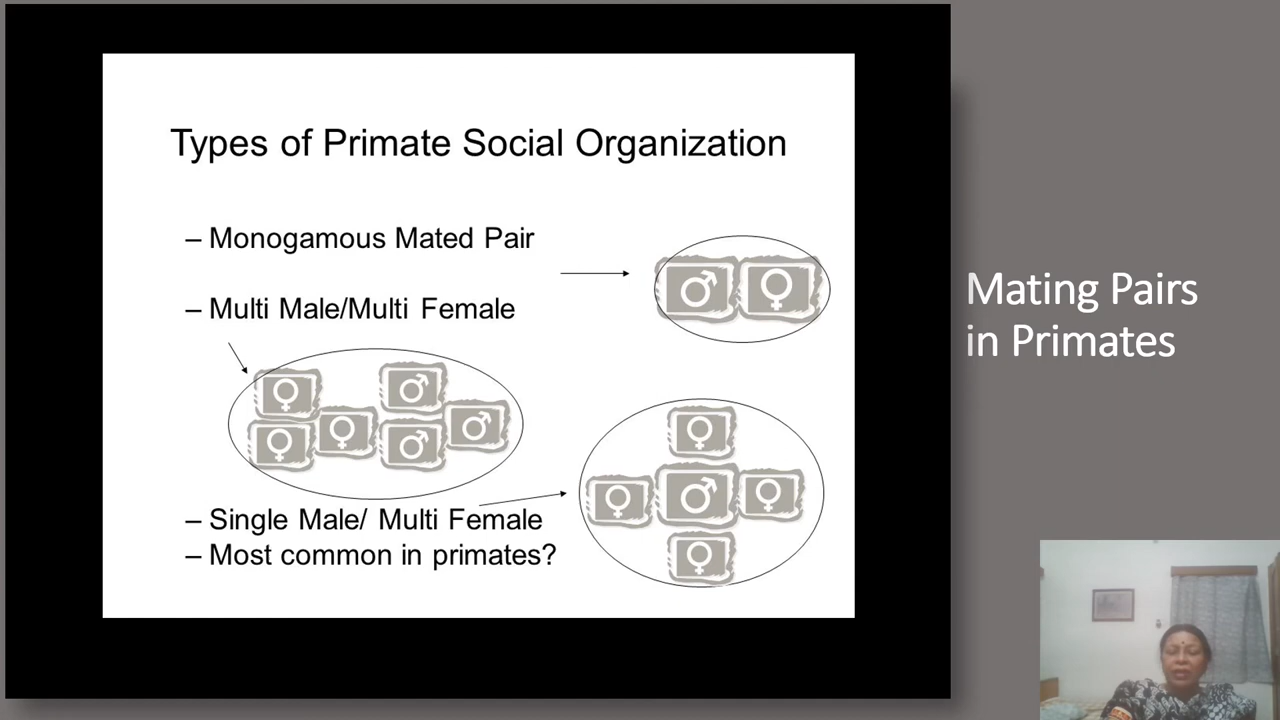 Types of Primate Social Organization
– Monogamous Mated Pair
– Multi Male/Multi Female
– Single Male/ Multi Female
– Most common in primates?
Mating Pairs
in Primates